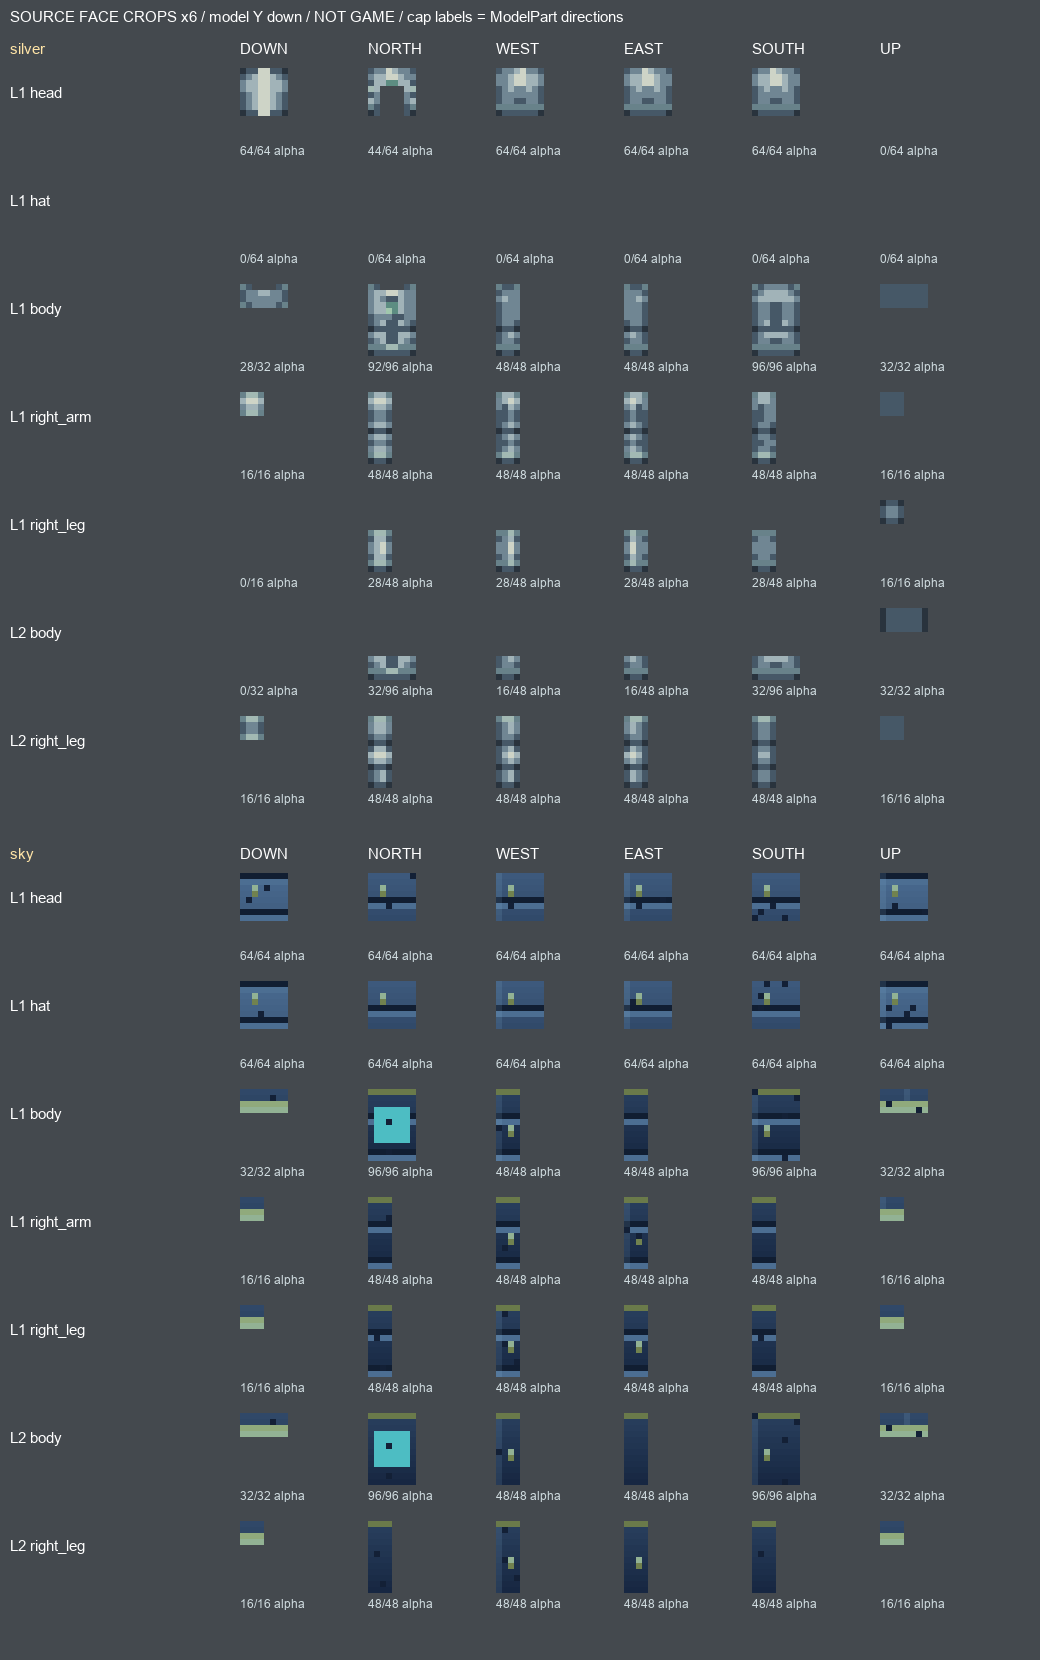 SOURCE FACE CROPS x6 / model Y down / NOT GAME / cap labels = ModelPart directions
silver DOWN NORTH WEST EAST SOUTH UP
L1 head
64/64 alpha 44/64 alpha 64/64 alpha 64/64 alpha 64/64 alpha 0/64 alpha
L1 hat
0/64 alpha 0/64 alpha 0/64 alpha 0/64 alpha 0/64 alpha 0/64 alpha
L1 body
28/32 alpha 92/96 alpha 48/48 alpha 48/48 alpha 96/96 alpha 32/32 alpha
L1 right_arm
16/16 alpha 48/48 alpha 48/48 alpha 48/48 alpha 48/48 alpha 16/16 alpha
L1 right_leg
0/16 alpha 28/48 alpha 28/48 alpha 28/48 alpha 28/48 alpha 16/16 alpha
L2 body
0/32 alpha 32/96 alpha 16/48 alpha 16/48 alpha 32/96 alpha 32/32 alpha
L2 right_leg
16/16 alpha 48/48 alpha 48/48 alpha 48/48 alpha 48/48 alpha 16/16 alpha
sky DOWN NORTH WEST EAST SOUTH UP
L1 head
64/64 alpha 64/64 alpha 64/64 alpha 64/64 alpha 64/64 alpha 64/64 alpha
L1 hat
64/64 alpha 64/64 alpha 64/64 alpha 64/64 alpha 64/64 alpha 64/64 alpha
L1 body
32/32 alpha 96/96 alpha 48/48 alpha 48/48 alpha 96/96 alpha 32/32 alpha
L1 right_arm
16/16 alpha 48/48 alpha 48/48 alpha 48/48 alpha 48/48 alpha 16/16 alpha
L1 right_leg
16/16 alpha 48/48 alpha 48/48 alpha 48/48 alpha 48/48 alpha 16/16 alpha
L2 body
32/32 alpha 96/96 alpha 48/48 alpha 48/48 alpha 96/96 alpha 32/32 alpha
L2 right_leg
16/16 alpha 48/48 alpha 48/48 alpha 48/48 alpha 48/48 alpha 16/16 alpha